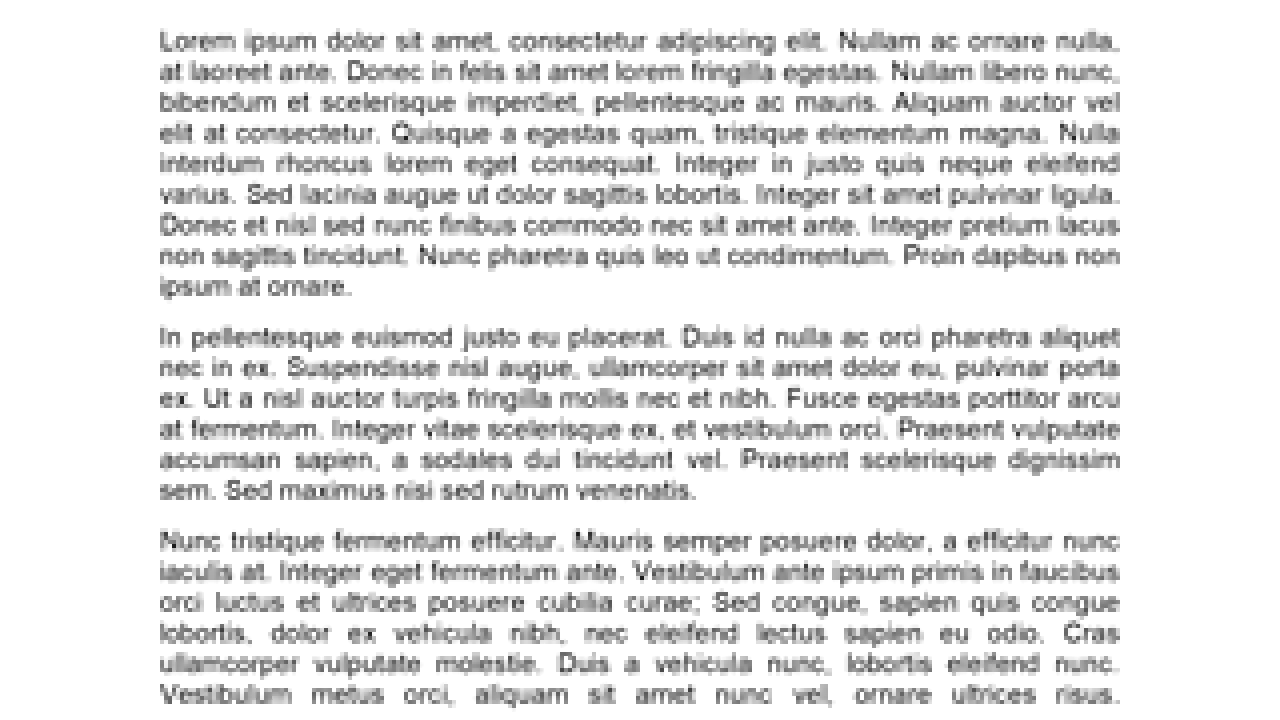 Lorem ipsum dolor sit amet, consectetur adipiscing elit. Nullam ac ornare nulla,
at laoreet ante. Donec in felis sit amet lorem fringilla egestas. Nullam libero nunc,
bibendum et scelerisque imperdiet, pellentesque ac mauris. Aliquam auctor vel
elit at consectetur. Quisque a egestas quam, tristique elementum magna. Nulla
interdum rhoncus lorem eget consequat. Integer in justo quis neque eleifend
varius. Sed lacinia augue ut dolor sagittis lobortis. Integer sit amet pulvinar ligula.
Donec et nisl sed nunc finibus commodo nec sit amet ante. Integer pretium lacus
non sagittis tincidunt. Nunc pharetra quis leo ut condimentum. Proin dapibus non
ipsum at ornare.
In pellentesque euismod justo eu placerat. Duis id nulla ac orci pharetra aliquet
nec in ex. Suspendisse nisl augue, ullamcorper sit amet dolor eu, pulvinar porta
ex. Ut a nisl auctor turpis fringilla mollis nec et nibh. Fusce egestas porttitor arcu
at fermentum. Integer vitae scelerisque ex, et vestibulum orci. Praesent vulputate
accumsan sapien, a sodales dui tincidunt vel. Praesent scelerisque dignissim
sem. Sed maximus nisi sed rutrum venenatis.
Nunc tristique fermentum efficitur. Mauris semper posuere dolor, a efficitur nunc
iaculis at. Integer eget fermentum ante. Vestibulum ante ipsum primis in faucibus
orci luctus et ultrices posuere cubilia curae; Sed congue, sapien quis congue
lobortis, dolor ex vehicula nibh, nec eleifend lectus sapien eu odio. Cras
ullamcorper vulputate molestie. Duis a vehicula nunc, lobortis eleifend nunc.
Vestibulum metus orci, aliquam sit amet nunc vel, ornare ultrices risus.